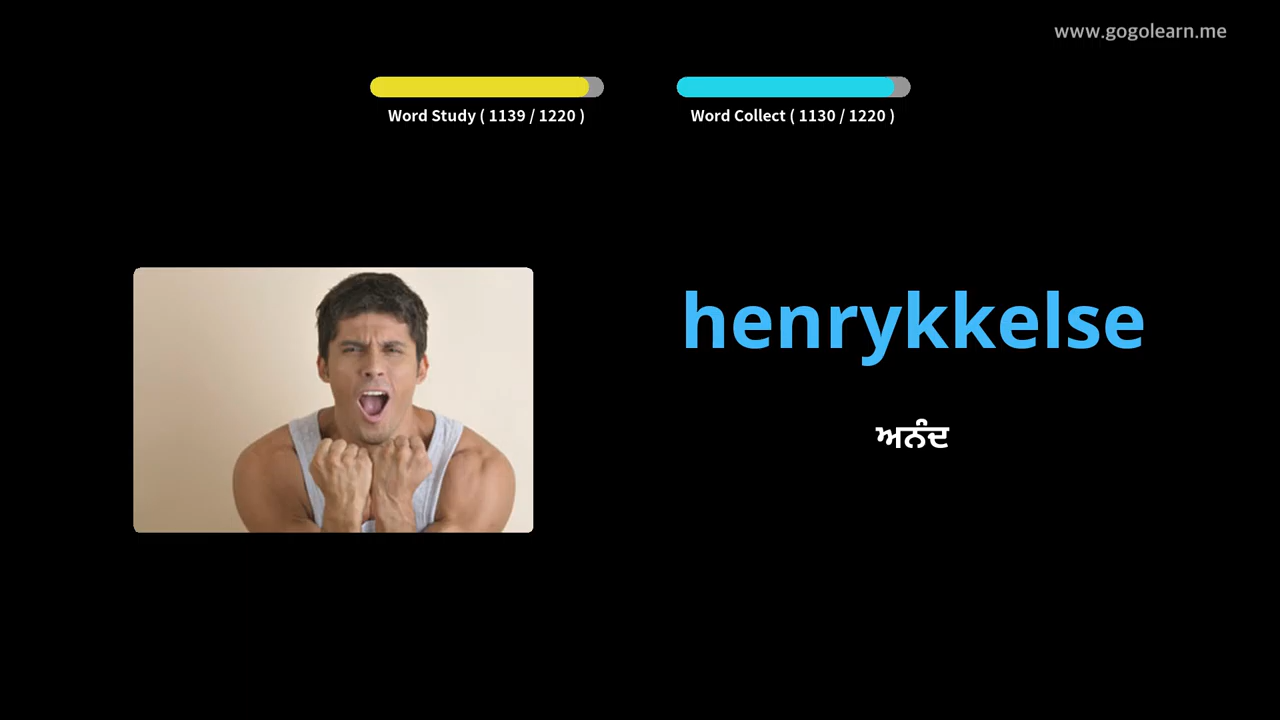 www.gogolearn.me
Word Study ( 1139 / 1220 )
Word Collect ( 1130 / 1220 )
henrykkelse
ਅਨੰਦ